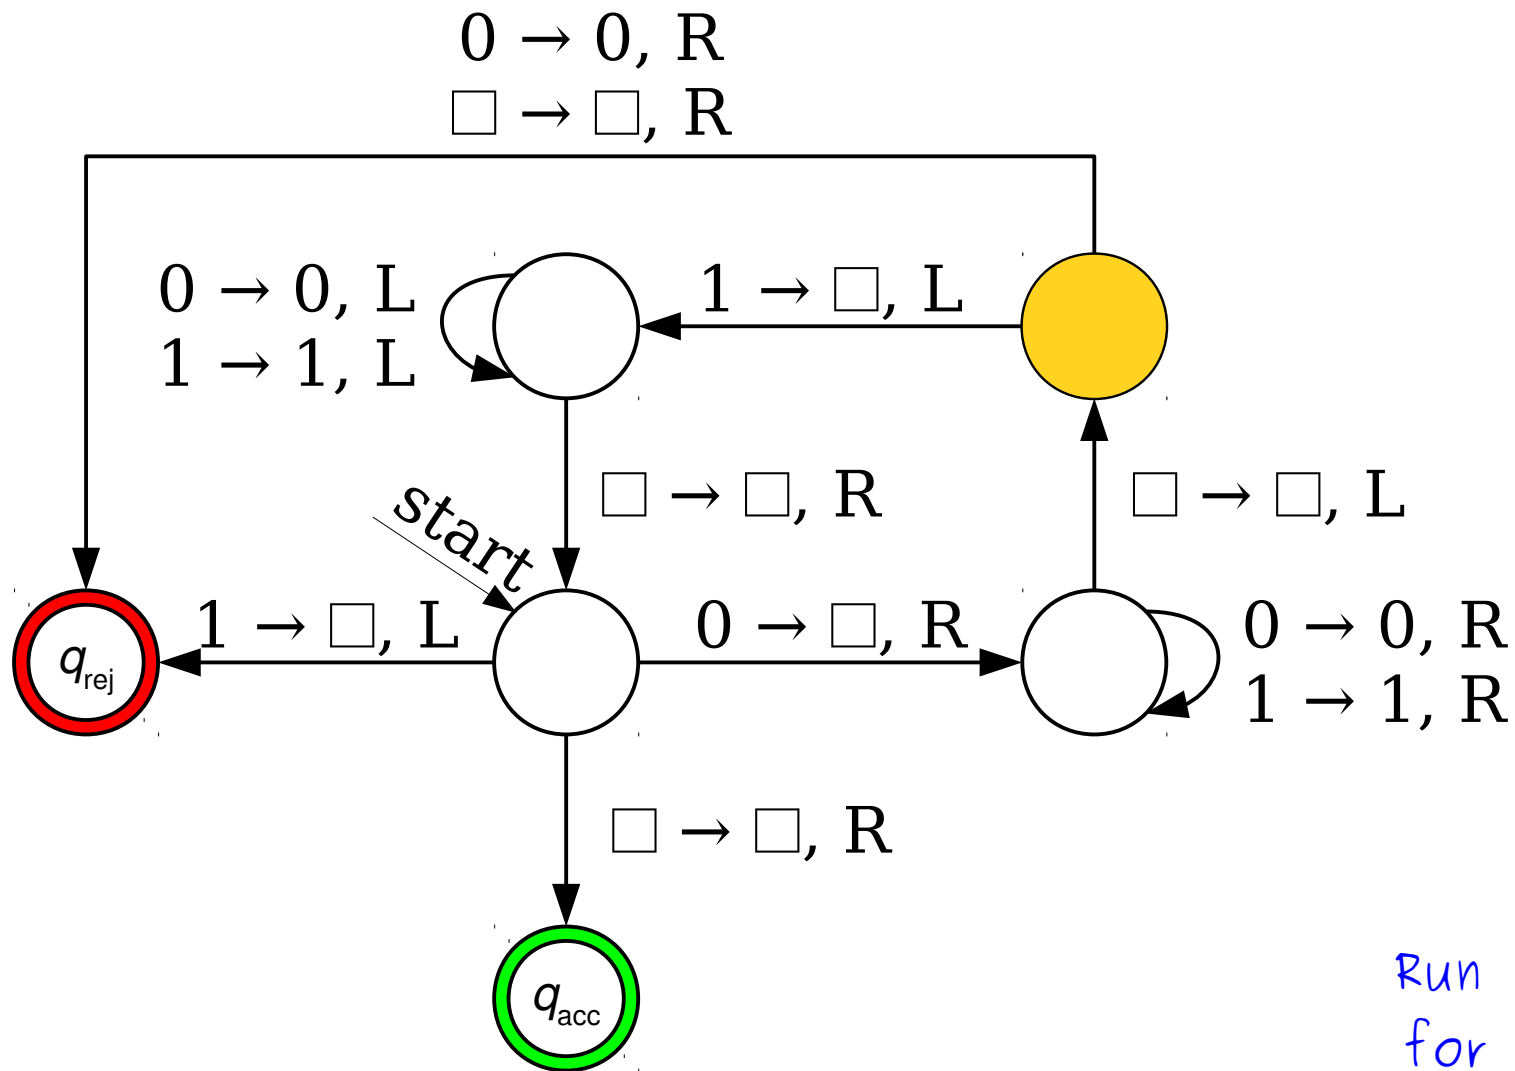 0 → 0, R
□ → □, R
0 → 0, L
1 → 1, L
1 → □, L
□ → □, R
□ → □, L
start
q_rej
1 → □, L
0 → □, R
0 → 0, R
1 → 1, R
□ → □, R
q_acc
Run
for